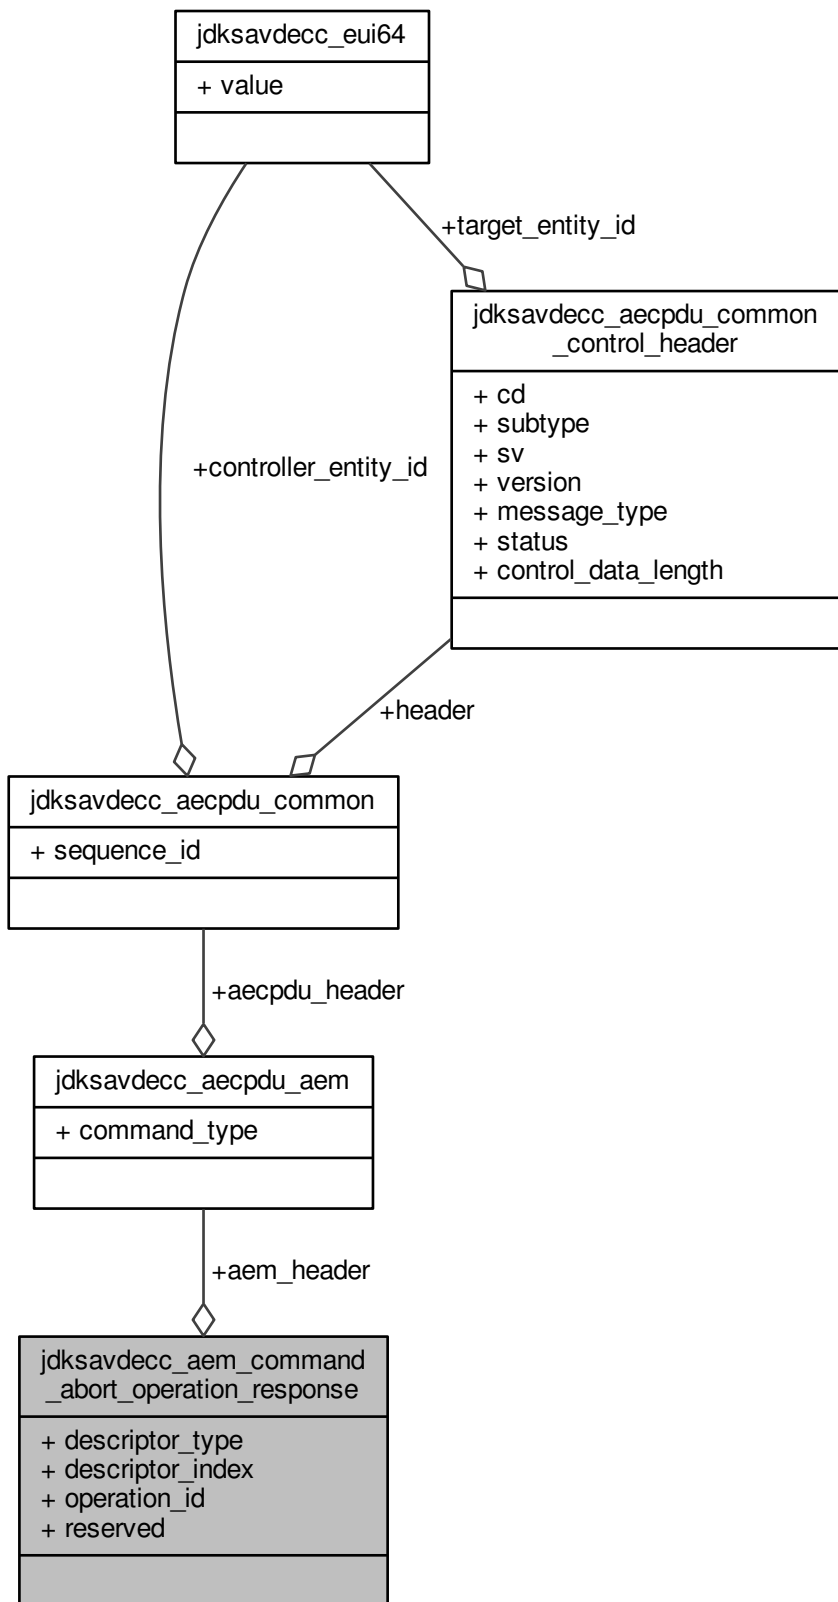 jdksavdecc_eui64
+ value
+target_entity_id
jdksavdecc_aecpdu_common
_control_header
+ cd
+ subtype
+ sv
+ version
+ message_type
+ status
+ control_data_length
+controller_entity_id
+header
jdksavdecc_aecpdu_common
+ sequence_id
+aecpdu_header
jdksavdecc_aecpdu_aem
+ command_type
+aem_header
jdksavdecc_aem_command
_abort_operation_response
+ descriptor_type
+ descriptor_index
+ operation_id
+ reserved